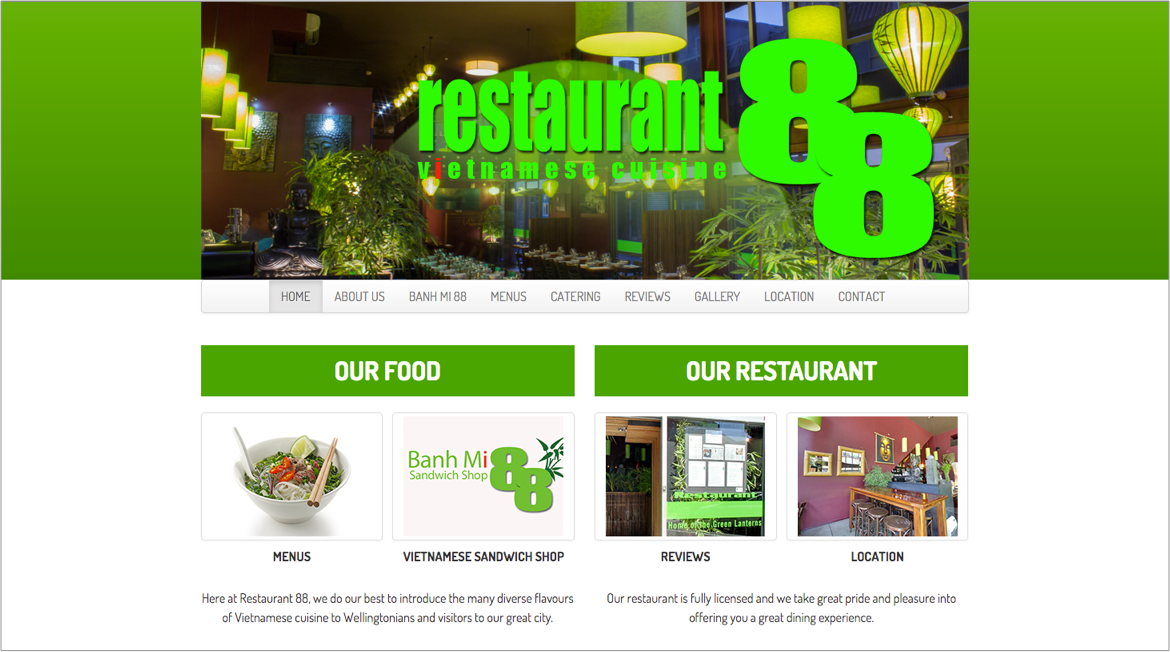 restaurant
vietnamese cuisine
88
HOME ABOUT US BANH MI 88 MENUS CATERING REVIEWS GALLERY LOCATION CONTACT
OUR FOOD
OUR RESTAURANT
Banh Mi
Sandwich Shop
88
Restaurant
Home of the Green Lanterns
MENUS
VIETNAMESE SANDWICH SHOP
REVIEWS
LOCATION
Here at Restaurant 88, we do our best to introduce the many diverse flavours
of Vietnamese cuisine to Wellingtonians and visitors to our great city.
Our restaurant is fully licensed and we take great pride and pleasure into
offering you a great dining experience.